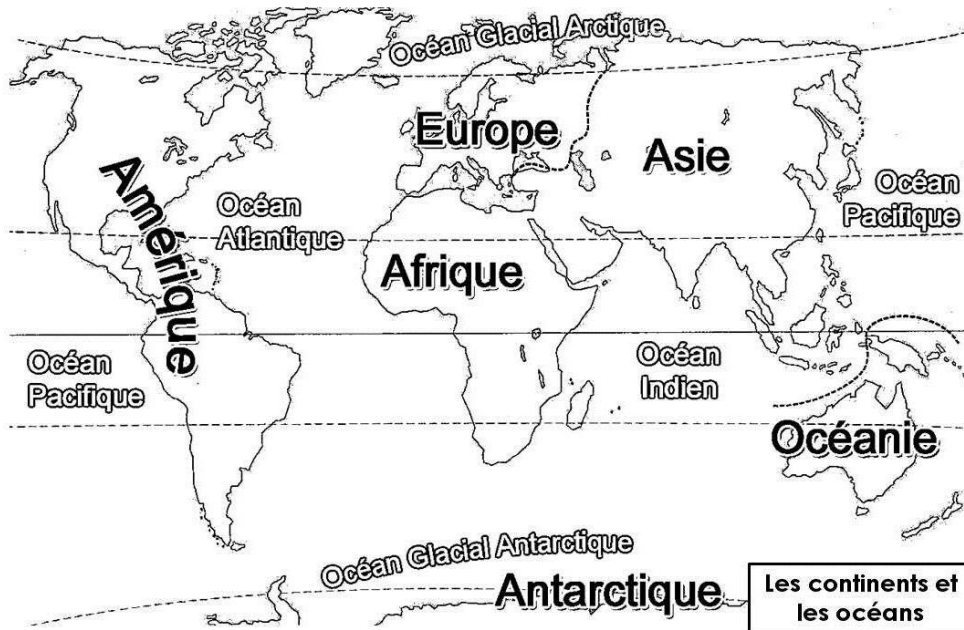 Océan Glacial Arctique
Europe
Asie
Amérique
Océan
Atlantique
Océan
Pacifique
Afrique
Océan
Pacifique
Océan
Indien
Océanie
Océan Glacial Antarctique
Antarctique
Les continents et
les océans